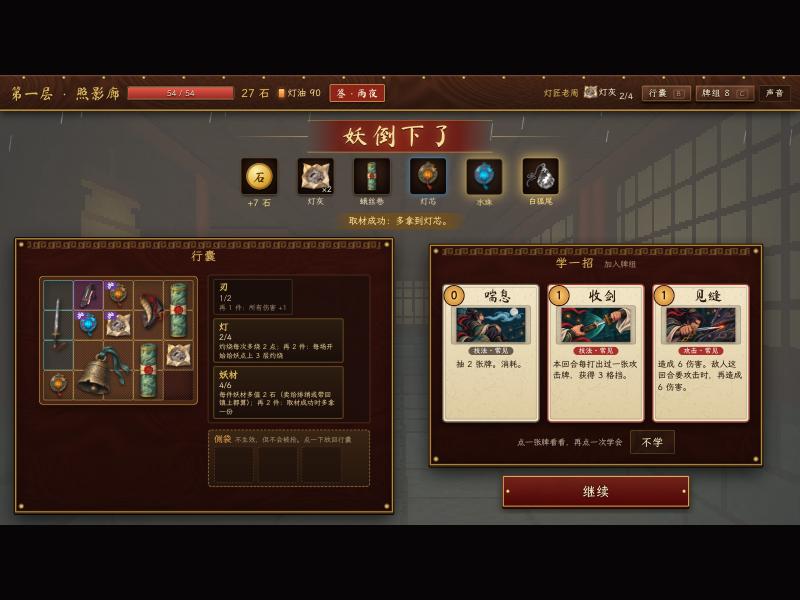 第一层 · 照影廊
54 / 54
27 石
灯油 90
答 · 雨夜
灯匠老周
灯灰 2/4
行囊 B
牌组 8 C
声音
妖倒下了
石
+7 石
x2
灯灰
蛾丝卷
灯芯
水珠
白狐尾
取材成功：多拿到灯芯。
行囊
刃
1/2
再 1 件：所有伤害 +1
灯
2/4
灼烧每次多烧 2 点；再 2 件：每场开
始给妖点上 3 层灼烧
妖材
4/6
每件妖材多值 2 石（卖给掮销或带回
镇上都算）；再 2 件：取材成功时多拿
一份
侧袋 不生效，但不会被抢。点一下放回行囊
学一招 加入牌组
0 喘息
技法 · 常见
抽 2 张牌。消耗。
1 收剑
技法 · 常见
本回合每打出过一张攻
击牌，获得 3 格挡。
1 见缝
攻击 · 常见
造成 6 伤害。敌人这
回合要攻击时，再造成
6 伤害。
点一张牌看看，再点一次学会
不学
继续